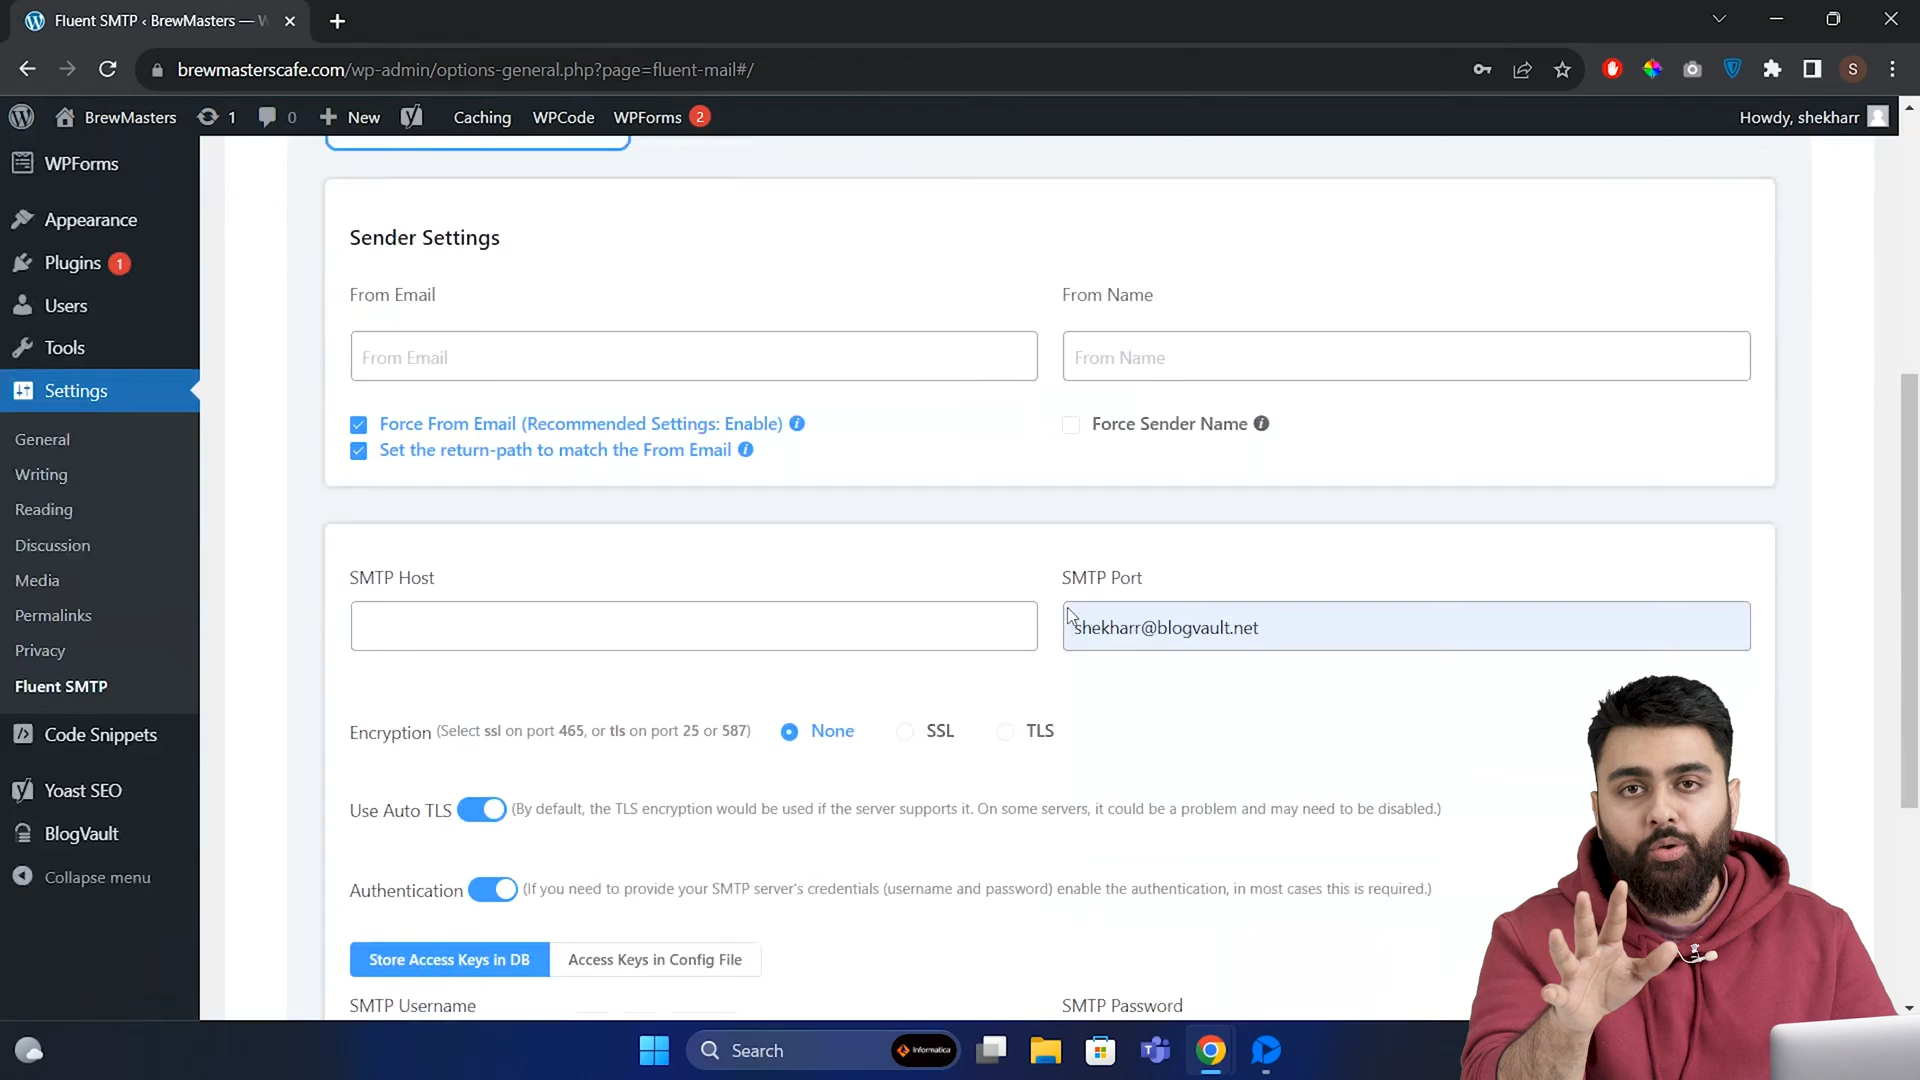 Fluent SMTP ‹ BrewMasters — W
brewmasterscafe.com/wp-admin/options-general.php?page=fluent-mail#/
S
BrewMasters 1 0 New Caching WPCode WPForms 2 Howdy, shekharr
WPForms
Appearance
Plugins 1
Users
Tools
Settings
General
Writing
Reading
Discussion
Media
Permalinks
Privacy
Fluent SMTP
Code Snippets
Yoast SEO
BlogVault
Collapse menu
Sender Settings
From Email From Name
From Email From Name
Force From Email (Recommended Settings: Enable) Force Sender Name
Set the return-path to match the From Email
SMTP Host SMTP Port
shekharr@blogvault.net
Encryption (Select ssl on port 465, or tls on port 25 or 587) None SSL TLS
Use Auto TLS (By default, the TLS encryption would be used if the server supports it. On some servers, it could be a problem and may need to be disabled.)
Authentication (If you need to provide your SMTP server's credentials (username and password) enable the authentication, in most cases this is required.)
Store Access Keys in DB Access Keys in Config File
SMTP Username SMTP Password
Search Informatica